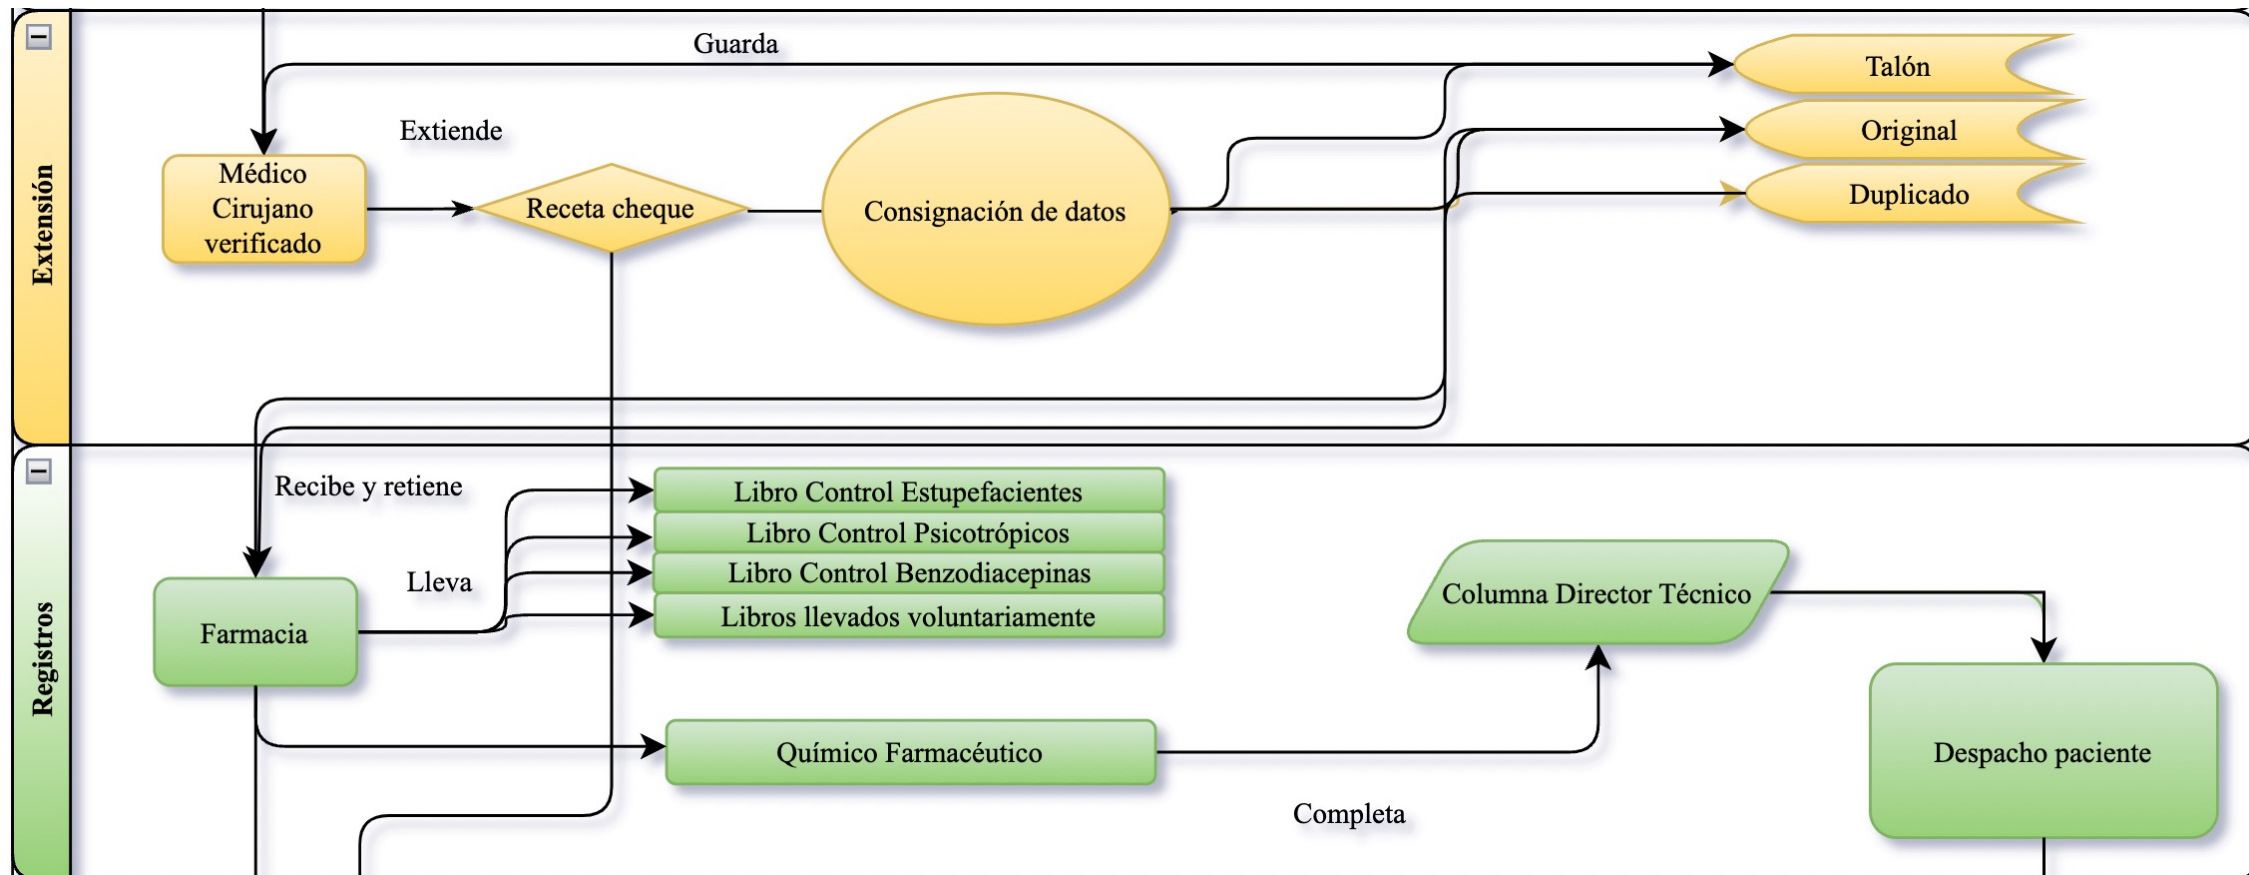 Extensión
Guarda
Talón
Extiende
Original
Médico
Cirujano
verificado
Receta cheque
Consignación de datos
Duplicado
Registros
Recibe y retiene
Libro Control Estupefacientes
Libro Control Psicotrópicos
Lleva
Libro Control Benzodiacepinas
Libros llevados voluntariamente
Columna Director Técnico
Farmacia
Químico Farmacéutico
Despacho paciente
Completa